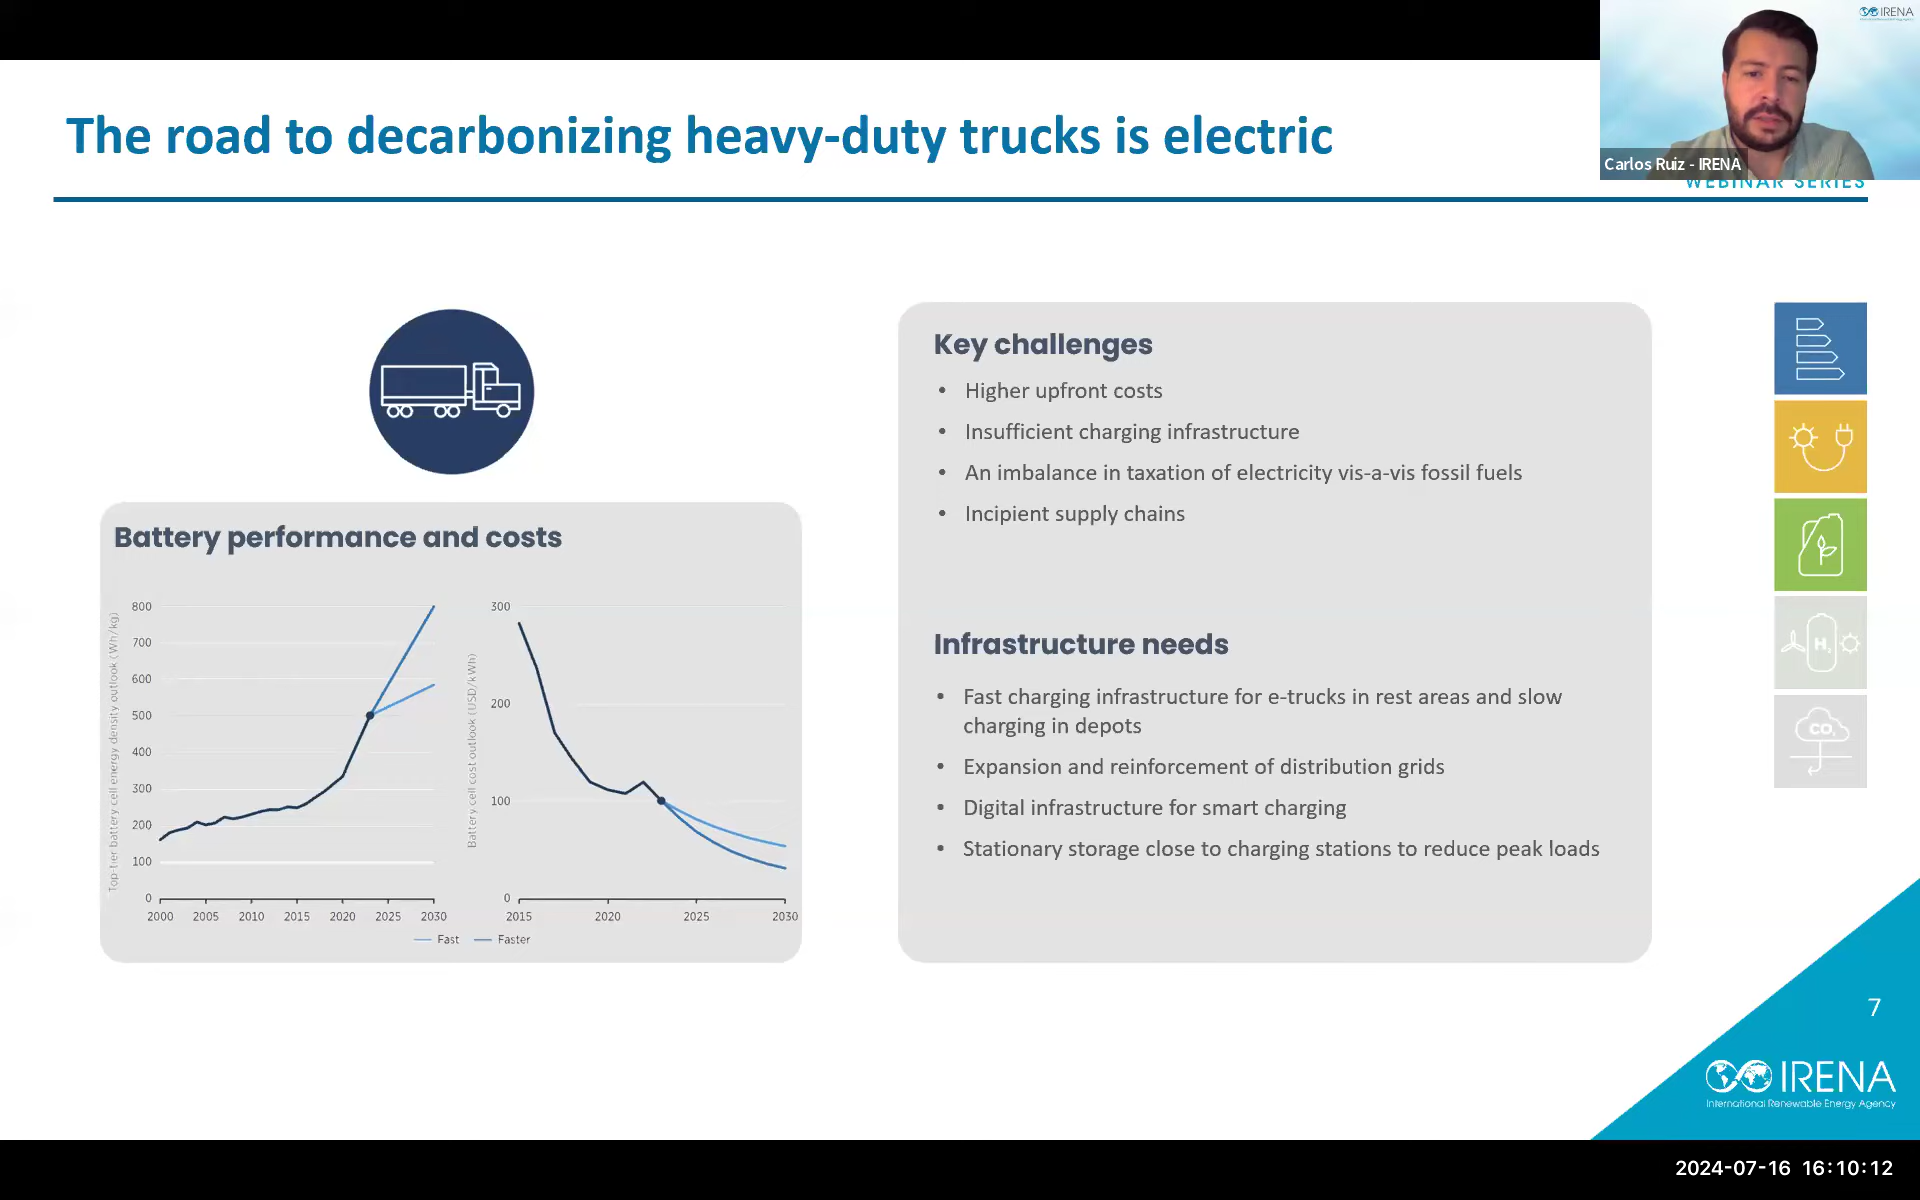 IRENA
Carlos Ruiz - IRENA
WEBINAR SERIES
The road to decarbonizing heavy-duty trucks is electric
Battery performance and costs
Top-tier battery cell energy density outlook (Wh/kg)
800
700
600
500
400
300
200
100
0
2000 2005 2010 2015 2020 2025 2030
Battery cell cost outlook (USD/kWh)
300
200
100
0
2015 2020 2025 2030
Fast Faster
Key challenges
• Higher upfront costs
• Insufficient charging infrastructure
• An imbalance in taxation of electricity vis-a-vis fossil fuels
• Incipient supply chains
Infrastructure needs
• Fast charging infrastructure for e-trucks in rest areas and slow
charging in depots
• Expansion and reinforcement of distribution grids
• Digital infrastructure for smart charging
• Stationary storage close to charging stations to reduce peak loads
H₂
CO₂
7
IRENA
International Renewable Energy Agency
2024-07-16 16:10:12